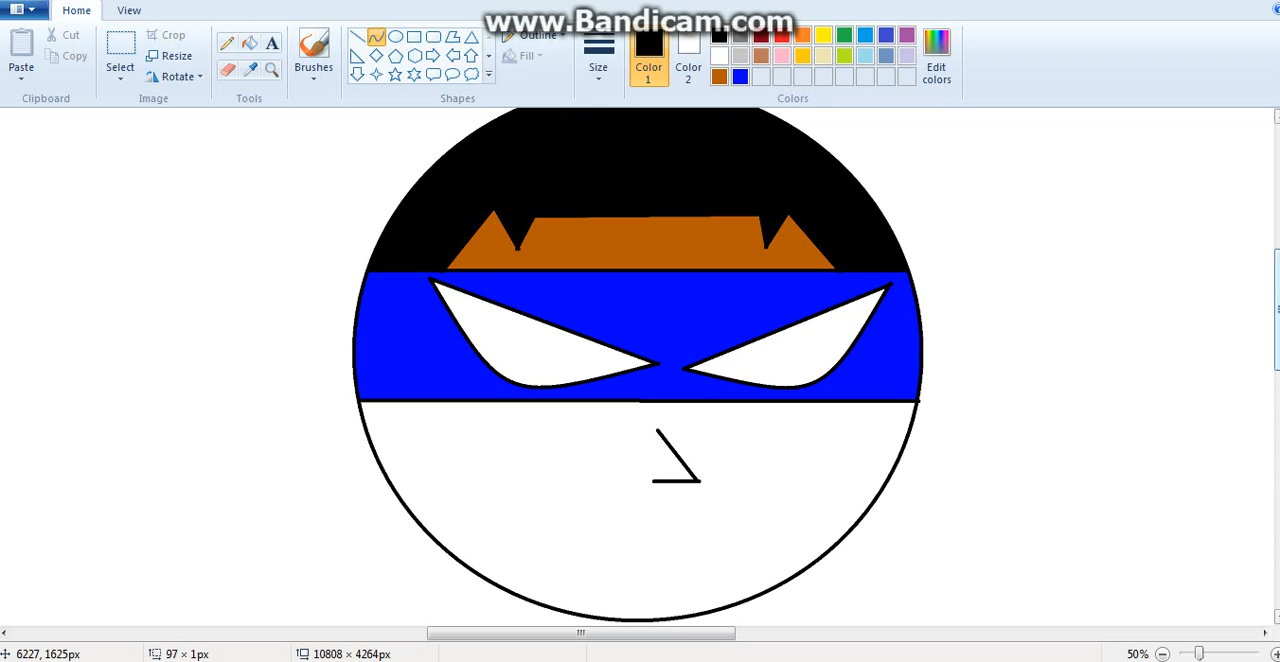 www.Bandicam.com
Home View
Cut
Copy
Paste
Clipboard
Select
Crop
Resize
Rotate
Image
A
Tools
Brushes
Outline
Fill
Shapes
Size
Color
1
Color
2
Edit
colors
Colors
6227, 1625px
97 × 1px
10808 × 4264px
50%